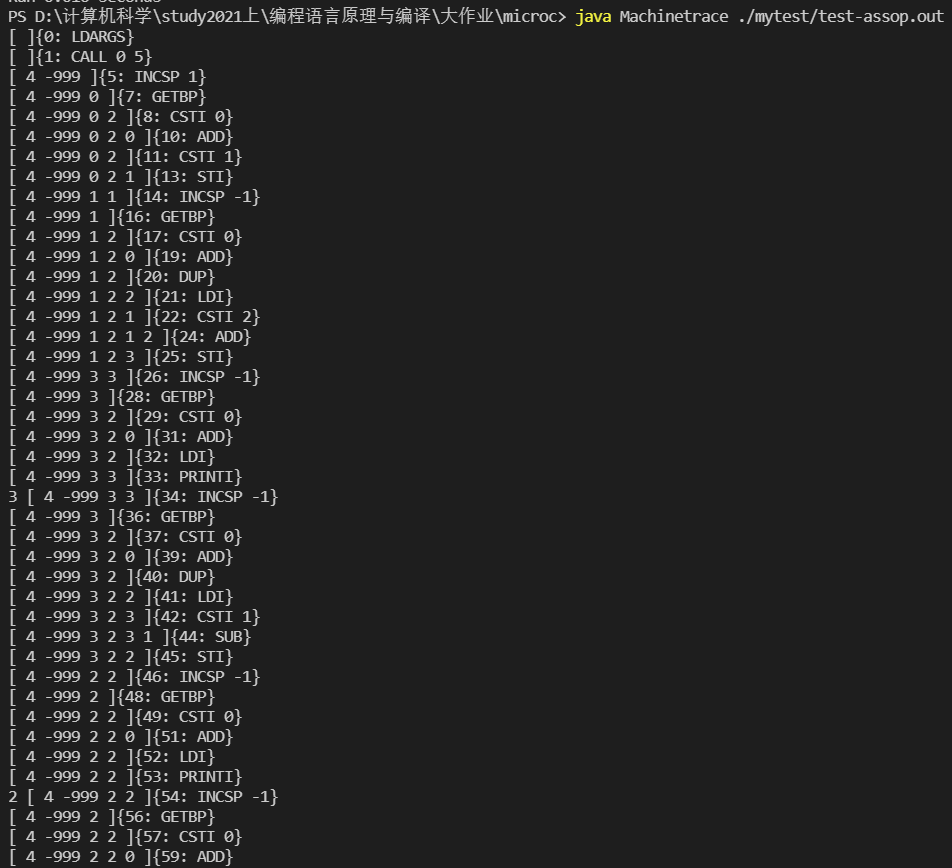 PS D:\计算机科学\study2021上\编程语言原理与编译\大作业\microc> java Machinetrace ./mytest/test-assop.out
[ ]{0: LDARGS}
[ ]{1: CALL 0 5}
[ 4 -999 ]{5: INCSP 1}
[ 4 -999 0 ]{7: GETBP}
[ 4 -999 0 2 ]{8: CSTI 0}
[ 4 -999 0 2 0 ]{10: ADD}
[ 4 -999 0 2 ]{11: CSTI 1}
[ 4 -999 0 2 1 ]{13: STI}
[ 4 -999 1 1 ]{14: INCSP -1}
[ 4 -999 1 ]{16: GETBP}
[ 4 -999 1 2 ]{17: CSTI 0}
[ 4 -999 1 2 0 ]{19: ADD}
[ 4 -999 1 2 ]{20: DUP}
[ 4 -999 1 2 2 ]{21: LDI}
[ 4 -999 1 2 1 ]{22: CSTI 2}
[ 4 -999 1 2 1 2 ]{24: ADD}
[ 4 -999 1 2 3 ]{25: STI}
[ 4 -999 3 3 ]{26: INCSP -1}
[ 4 -999 3 ]{28: GETBP}
[ 4 -999 3 2 ]{29: CSTI 0}
[ 4 -999 3 2 0 ]{31: ADD}
[ 4 -999 3 2 ]{32: LDI}
[ 4 -999 3 3 ]{33: PRINTI}
3 [ 4 -999 3 3 ]{34: INCSP -1}
[ 4 -999 3 ]{36: GETBP}
[ 4 -999 3 2 ]{37: CSTI 0}
[ 4 -999 3 2 0 ]{39: ADD}
[ 4 -999 3 2 ]{40: DUP}
[ 4 -999 3 2 2 ]{41: LDI}
[ 4 -999 3 2 3 ]{42: CSTI 1}
[ 4 -999 3 2 3 1 ]{44: SUB}
[ 4 -999 3 2 2 ]{45: STI}
[ 4 -999 2 2 ]{46: INCSP -1}
[ 4 -999 2 ]{48: GETBP}
[ 4 -999 2 2 ]{49: CSTI 0}
[ 4 -999 2 2 0 ]{51: ADD}
[ 4 -999 2 2 ]{52: LDI}
[ 4 -999 2 2 ]{53: PRINTI}
2 [ 4 -999 2 2 ]{54: INCSP -1}
[ 4 -999 2 ]{56: GETBP}
[ 4 -999 2 2 ]{57: CSTI 0}
[ 4 -999 2 2 0 ]{59: ADD}